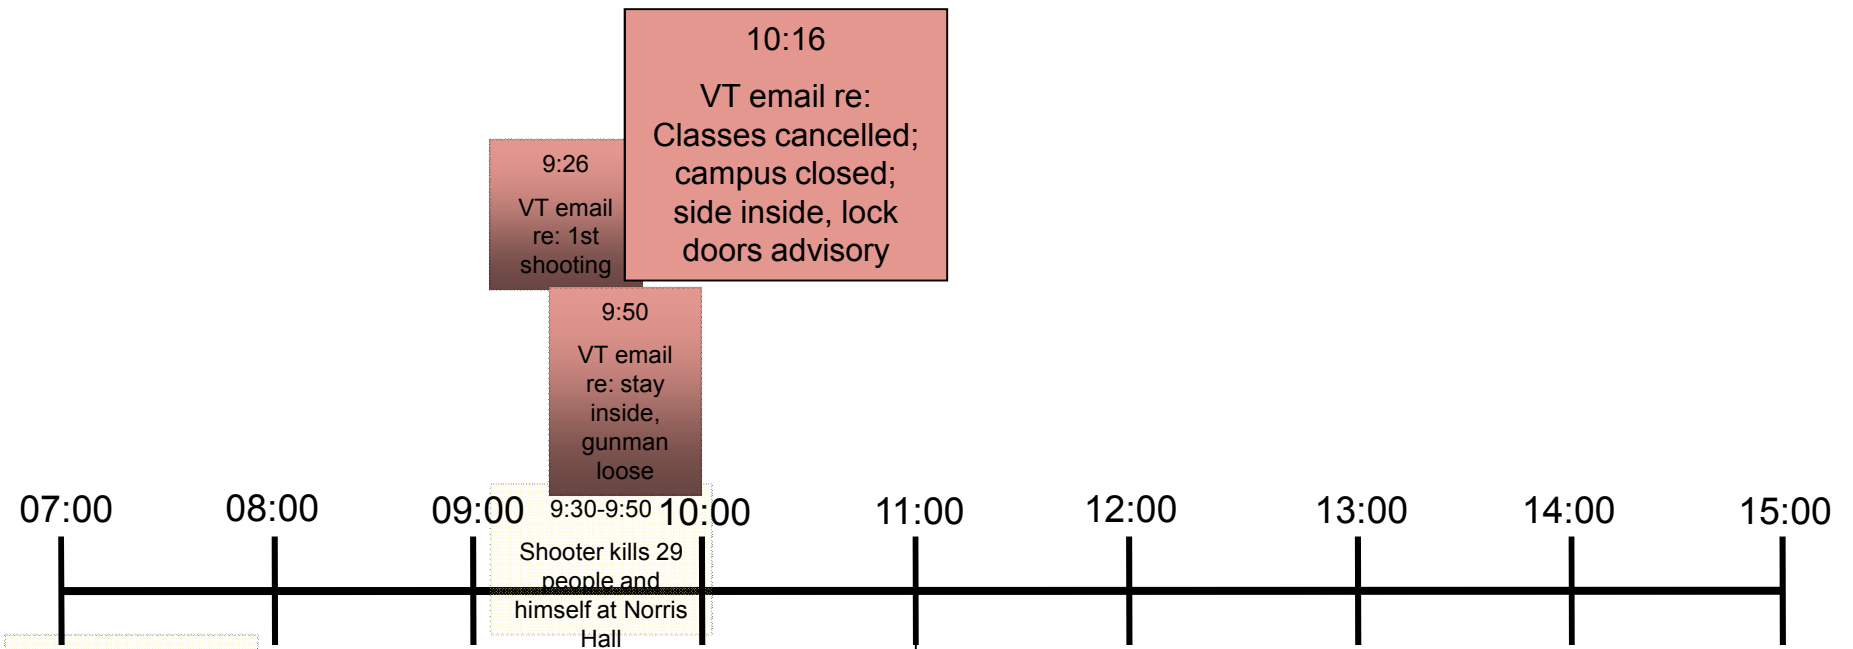 10:16
VT email re:
Classes cancelled;
campus closed;
side inside, lock
doors advisory
9:26
VT email
re: 1st
shooting
9:50
VT email
re: stay
inside,
gunman
loose
07:00
08:00
09:00
9:30-9:50
10:00
11:00
12:00
13:00
14:00
15:00
Shooter kills 29
people and
himself at Norris
Hall